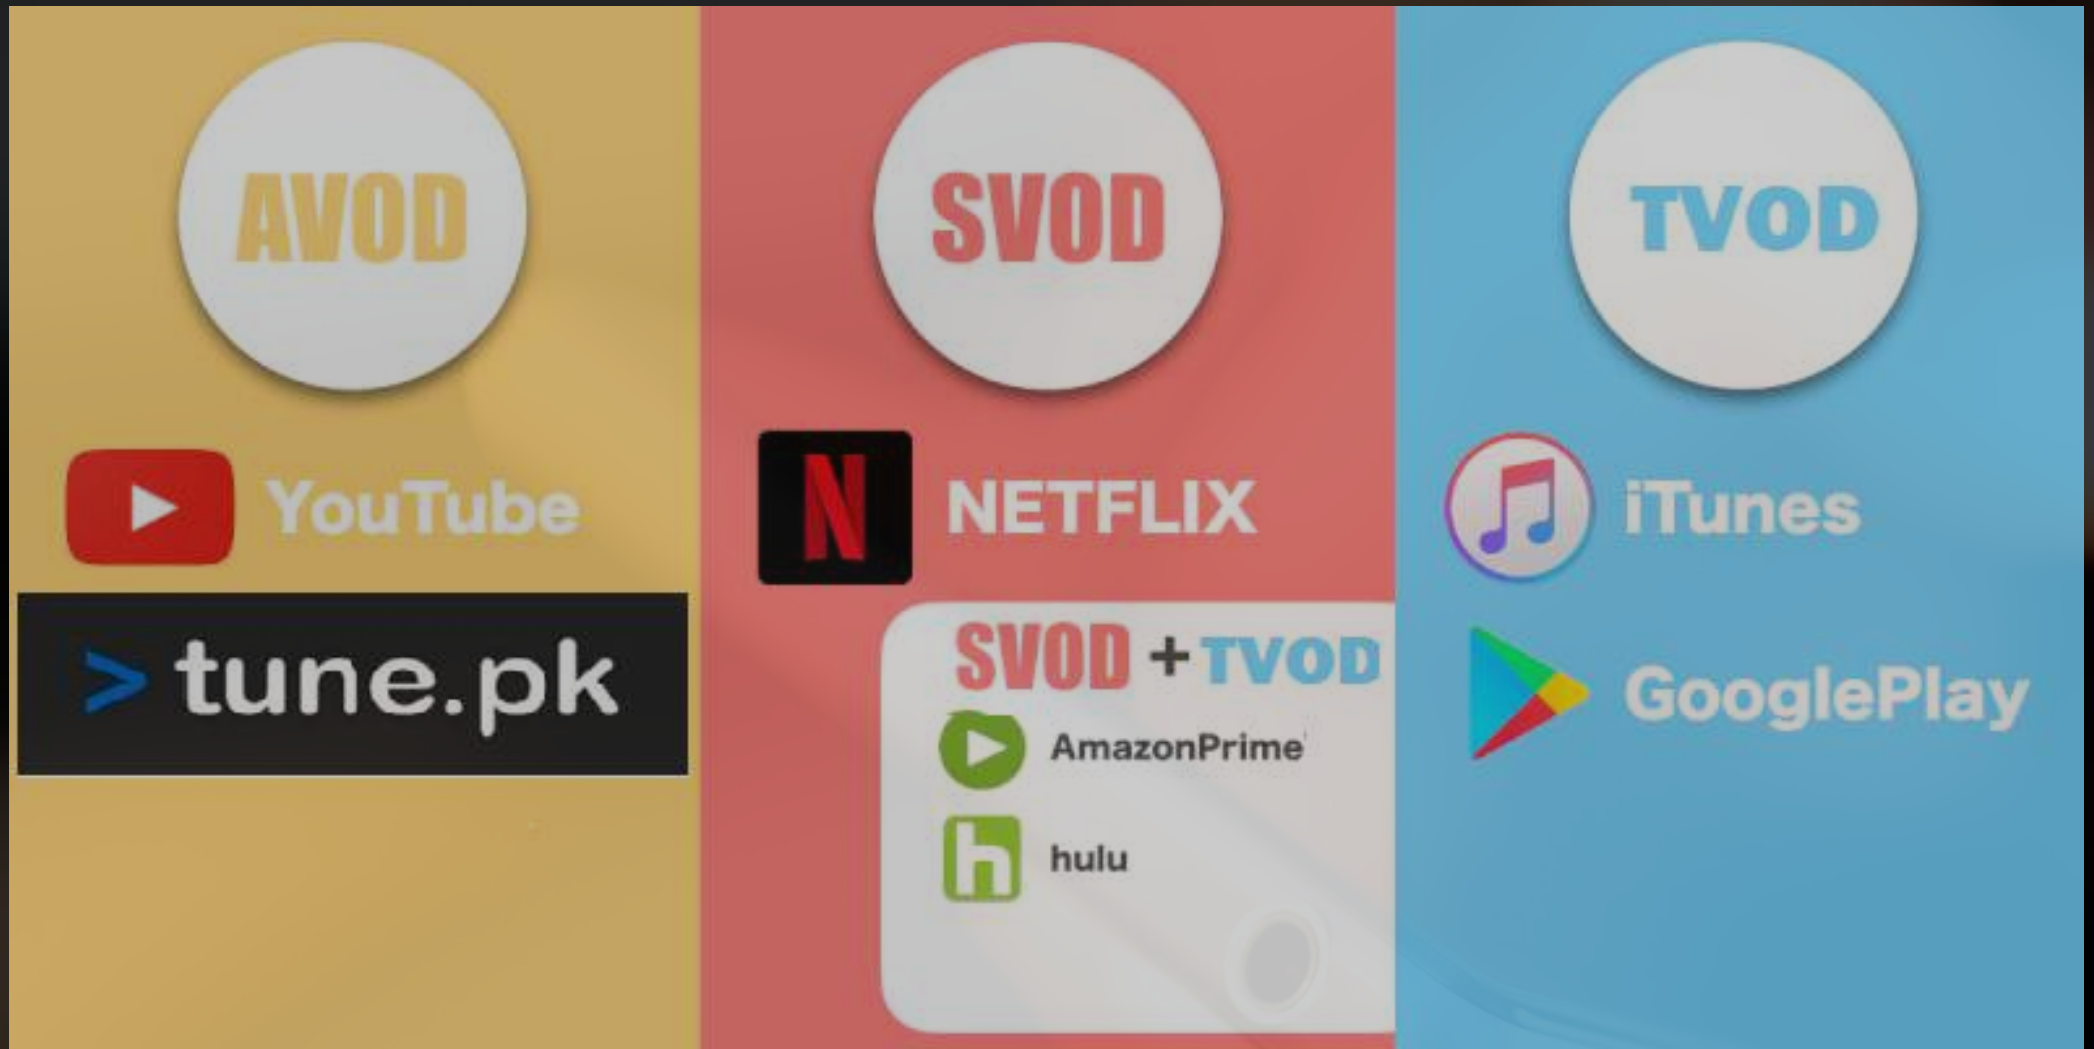 AVOD
YouTube
> tune.pk
SVOD
NETFLIX
SVOD + TVOD
AmazonPrime
hulu
TVOD
iTunes
GooglePlay